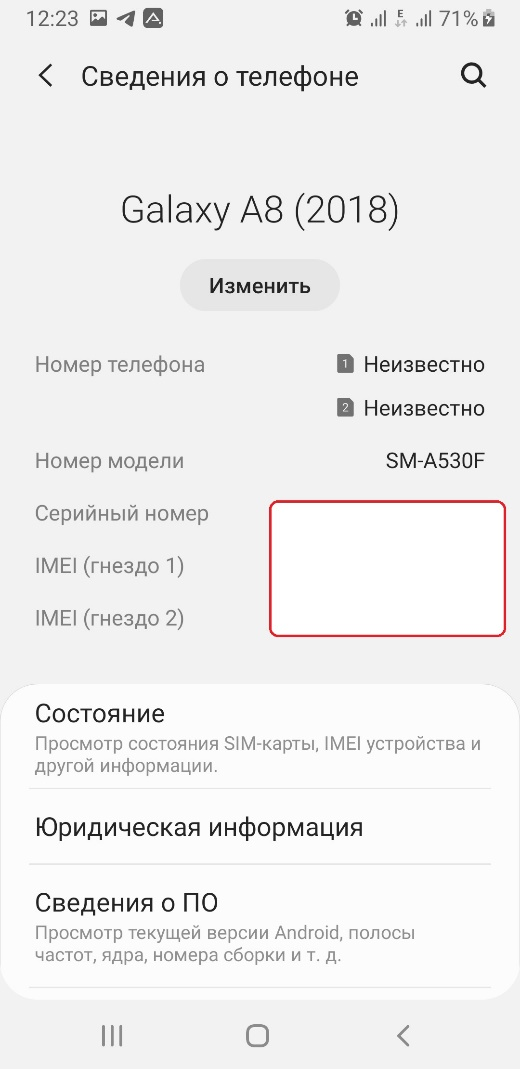 12:23 E 71%
Сведения о телефоне
Galaxy A8 (2018)
Изменить
Номер телефона 1 Неизвестно
2 Неизвестно
Номер модели SM-A530F
Серийный номер
IMEI (гнездо 1)
IMEI (гнездо 2)
Состояние
Просмотр состояния SIM-карты, IMEI устройства и
другой информации.
Юридическая информация
Сведения о ПО
Просмотр текущей версии Android, полосы
частот, ядра, номера сборки и т. д.